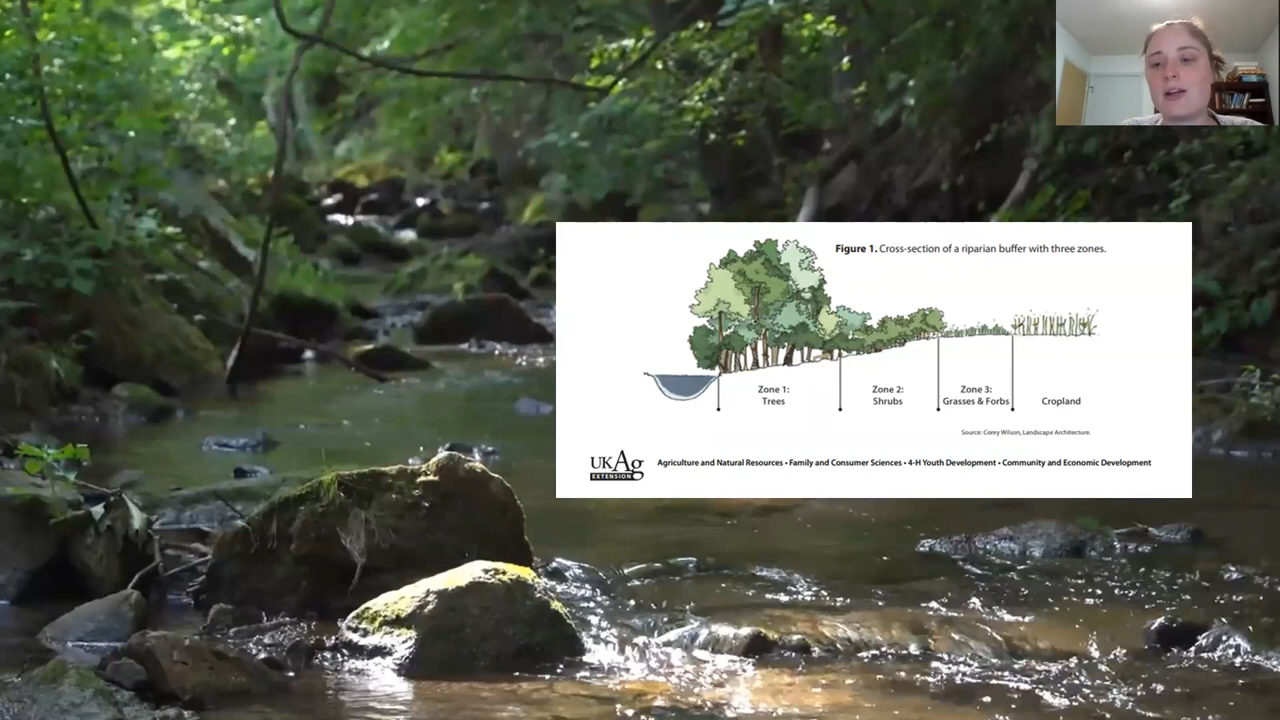 Figure 1. Cross-section of a riparian buffer with three zones.
Zone 1:
Trees
Zone 2:
Shrubs
Zone 3:
Grasses & Forbs
Cropland
Source: Corey Wilson, Landscape Architecture.
UKAg
EXTENSION
Agriculture and Natural Resources • Family and Consumer Sciences • 4-H Youth Development • Community and Economic Development